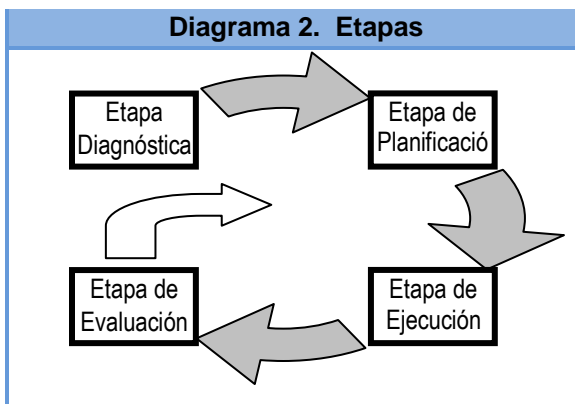 Diagrama 2. Etapas
Etapa
Diagnóstica
Etapa de
Planificació
Etapa de
Evaluación
Etapa de
Ejecución